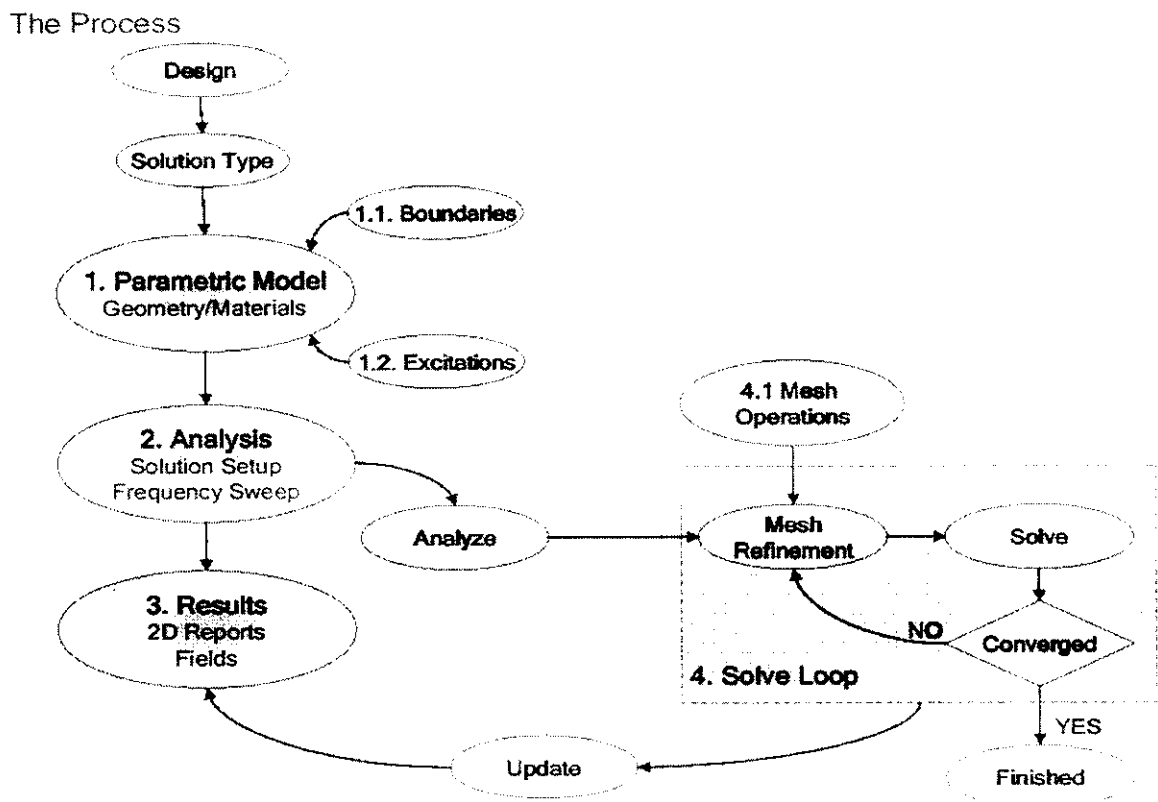 The Process
Design
Solution Type
1.1. Boundaries
1. Parametric Model
Geometry/Materials
1.2. Excitations
2. Analysis
Solution Setup
Frequency Sweep
4.1 Mesh
Operations
Analyze
Mesh
Refinement
Solve
3. Results
2D Reports
Fields
NO
Converged
4. Solve Loop
YES
Update
Finished